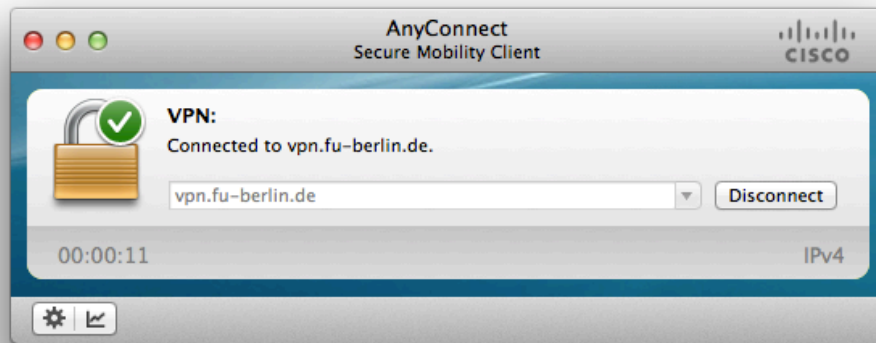 AnyConnect
Secure Mobility Client
CISCO
VPN:
Connected to vpn.fu-berlin.de.
vpn.fu-berlin.de
Disconnect
00:00:11
IPv4